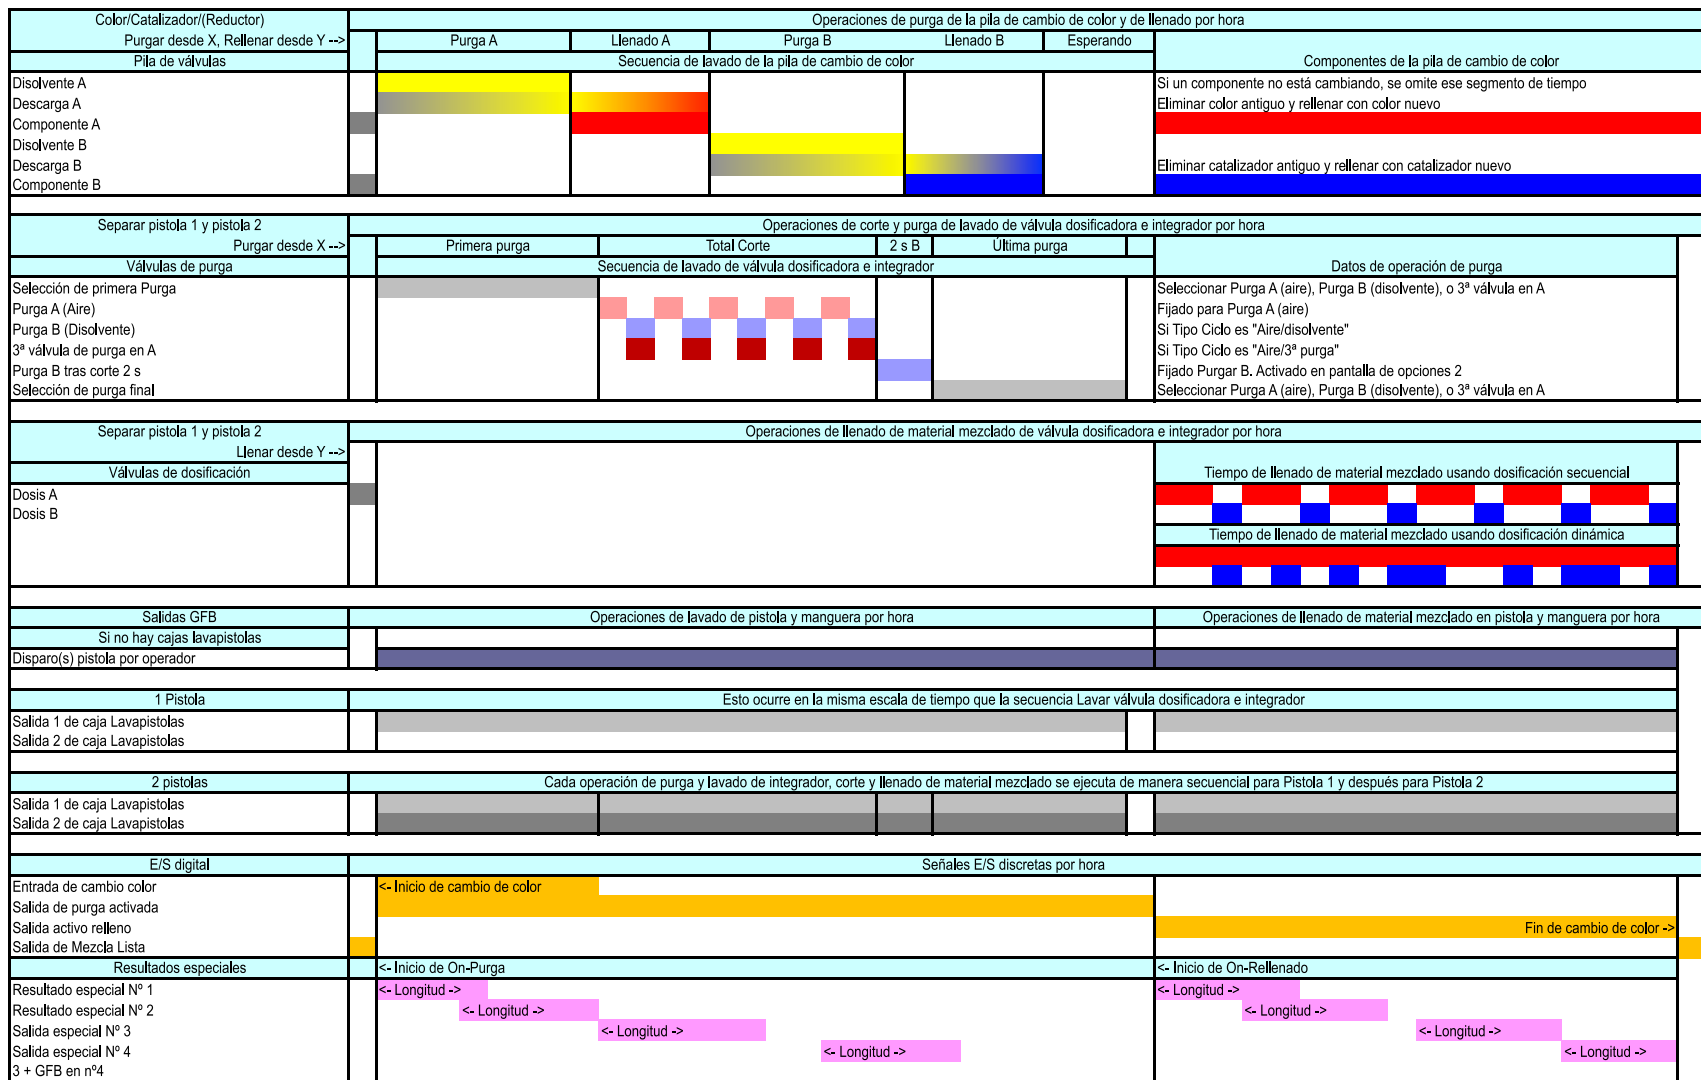 Color/Catalizador/(Reductor)
Operaciones de purga de la pila de cambio de color y de llenado por hora
Purgar desde X, Rellenar desde Y -->
Purga A
Llenado A
Purga B
Llenado B
Esperando
Pila de válvulas
Secuencia de lavado de la pila de cambio de color
Componentes de la pila de cambio de color
Disolvente A
Si un componente no está cambiando, se omite ese segmento de tiempo
Descarga A
Eliminar color antiguo y rellenar con color nuevo
Componente A
Disolvente B
Descarga B
Eliminar catalizador antiguo y rellenar con catalizador nuevo
Componente B
Separar pistola 1 y pistola 2
Operaciones de corte y purga de lavado de válvula dosificadora e integrador por hora
Purgar desde X -->
Primera purga
Total Corte
2 s B
Última purga
Válvulas de purga
Secuencia de lavado de válvula dosificadora e integrador
Datos de operación de purga
Selección de primera Purga
Seleccionar Purga A (aire), Purga B (disolvente), o 3ª válvula en A
Purga A (Aire)
Fijado para Purga A (aire)
Purga B (Disolvente)
Si Tipo Ciclo es "Aire/disolvente"
3ª válvula de purga en A
Si Tipo Ciclo es "Aire/3ª purga"
Purga B tras corte 2 s
Fijado Purgar B. Activado en pantalla de opciones 2
Selección de purga final
Seleccionar Purga A (aire), Purga B (disolvente), o 3ª válvula en A
Separar pistola 1 y pistola 2
Operaciones de llenado de material mezclado de válvula dosificadora e integrador por hora
Llenar desde Y -->
Válvulas de dosificación
Tiempo de llenado de material mezclado usando dosificación secuencial
Dosis A
Dosis B
Tiempo de llenado de material mezclado usando dosificación dinámica
Salidas GFB
Operaciones de lavado de pistola y manguera por hora
Operaciones de llenado de material mezclado en pistola y manguera por hora
Si no hay cajas lavapistolas
Disparo(s) pistola por operador
1 Pistola
Esto ocurre en la misma escala de tiempo que la secuencia Lavar válvula dosificadora e integrador
Salida 1 de caja Lavapistolas
Salida 2 de caja Lavapistolas
2 pistolas
Cada operación de purga y lavado de integrador, corte y llenado de material mezclado se ejecuta de manera secuencial para Pistola 1 y después para Pistola 2
Salida 1 de caja Lavapistolas
Salida 2 de caja Lavapistolas
E/S digital
Señales E/S discretas por hora
Entrada de cambio color
<- Inicio de cambio de color
Salida de purga activada
Salida activo relleno
Fin de cambio de color ->
Salida de Mezcla Lista
Resultados especiales
<- Inicio de On-Purga
<- Inicio de On-Rellenado
Resultado especial Nº 1
<- Longitud ->
<- Longitud ->
Resultado especial Nº 2
<- Longitud ->
<- Longitud ->
Salida especial Nº 3
<- Longitud ->
<- Longitud ->
Salida especial Nº 4
<- Longitud ->
<- Longitud ->
3 + GFB en nº4